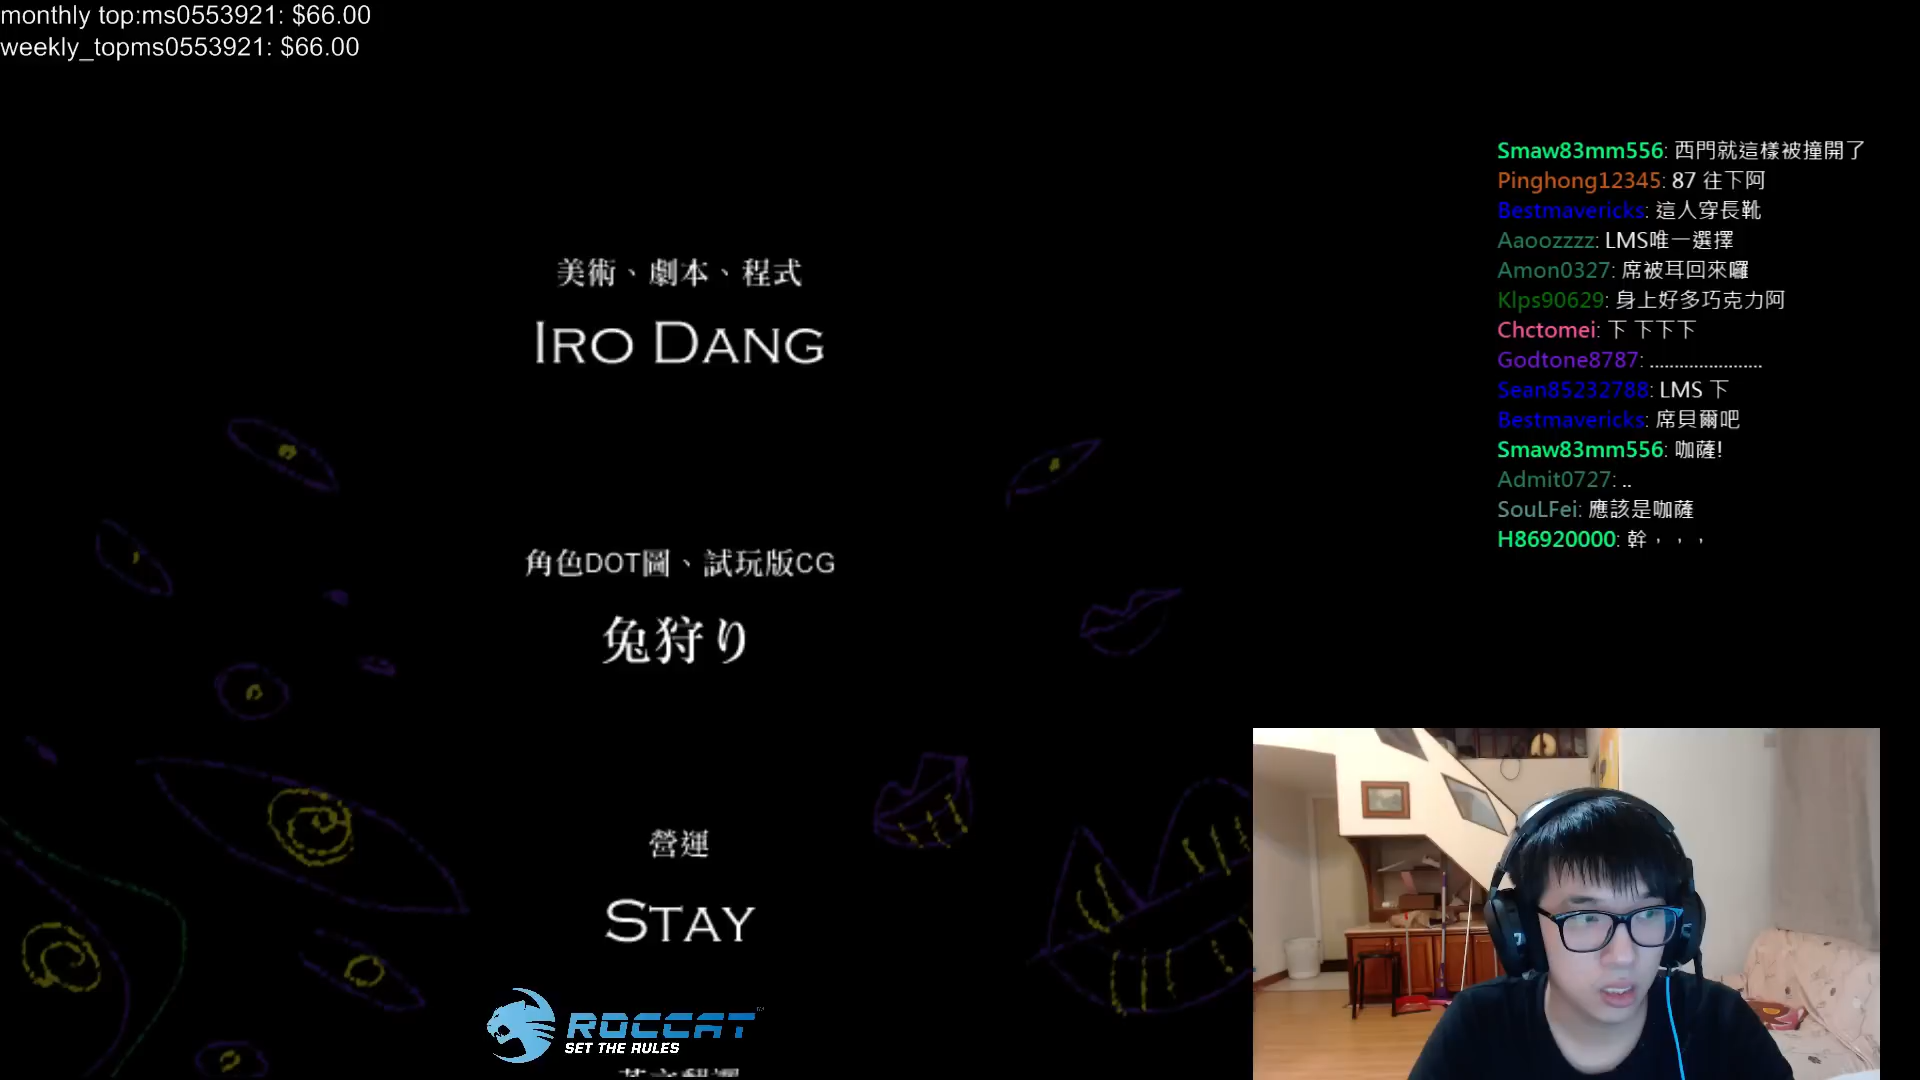 monthly top:ms0553921: $66.00
weekly_topms0553921: $66.00
美術、劇本、程式
IRO DANG
角色DOT圖、試玩版CG
兔狩り
營運
STAY
ROCCAT
SET THE RULES
Smaw83mm556: 西門就這樣被撞開了
Pinghong12345: 87 往下阿
Bestmavericks: 這人穿長靴
Aaoozzzz: LMS唯一選擇
Amon0327: 席被耳回來囉
Klps90629: 身上好多巧克力阿
Chctomei: 下 下下下
Godtone8787: .......................
Sean85232788: LMS 下
Bestmavericks: 席貝爾吧
Smaw83mm556: 咖薩!
Admit0727: ..
SouLFei: 應該是咖薩
H86920000: 幹，，，